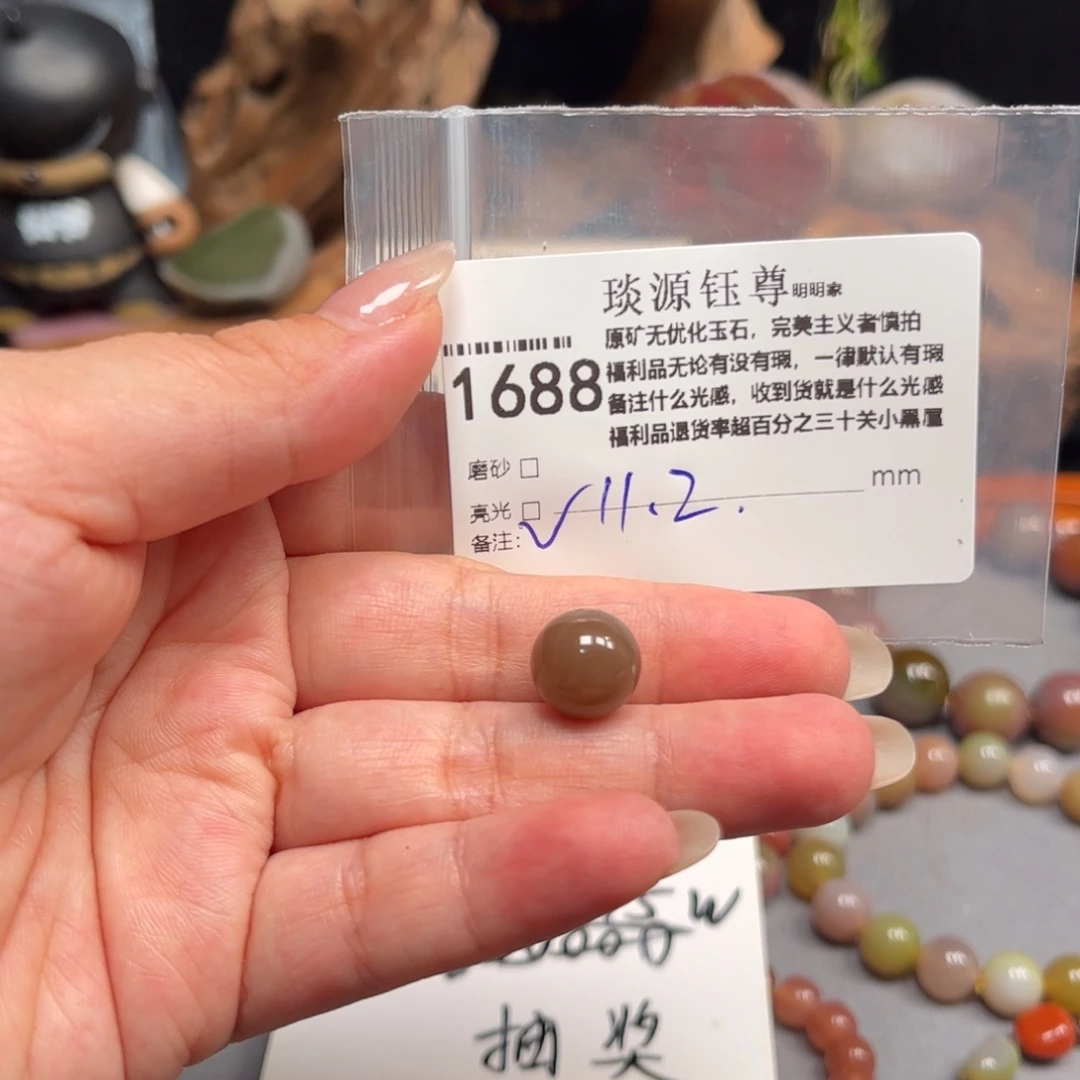 琰源钰尊明明家
原矿无优化玉石，完美主义者慎拍
1688
福利品无论有没有瑕，一律默认有瑕
备注什么光感，收到货就是什么光感
福利品退货率超百分之三十关小黑屋
磨砂 □
亮光 □ √ 11.2. mm
备注:
w
抽奖